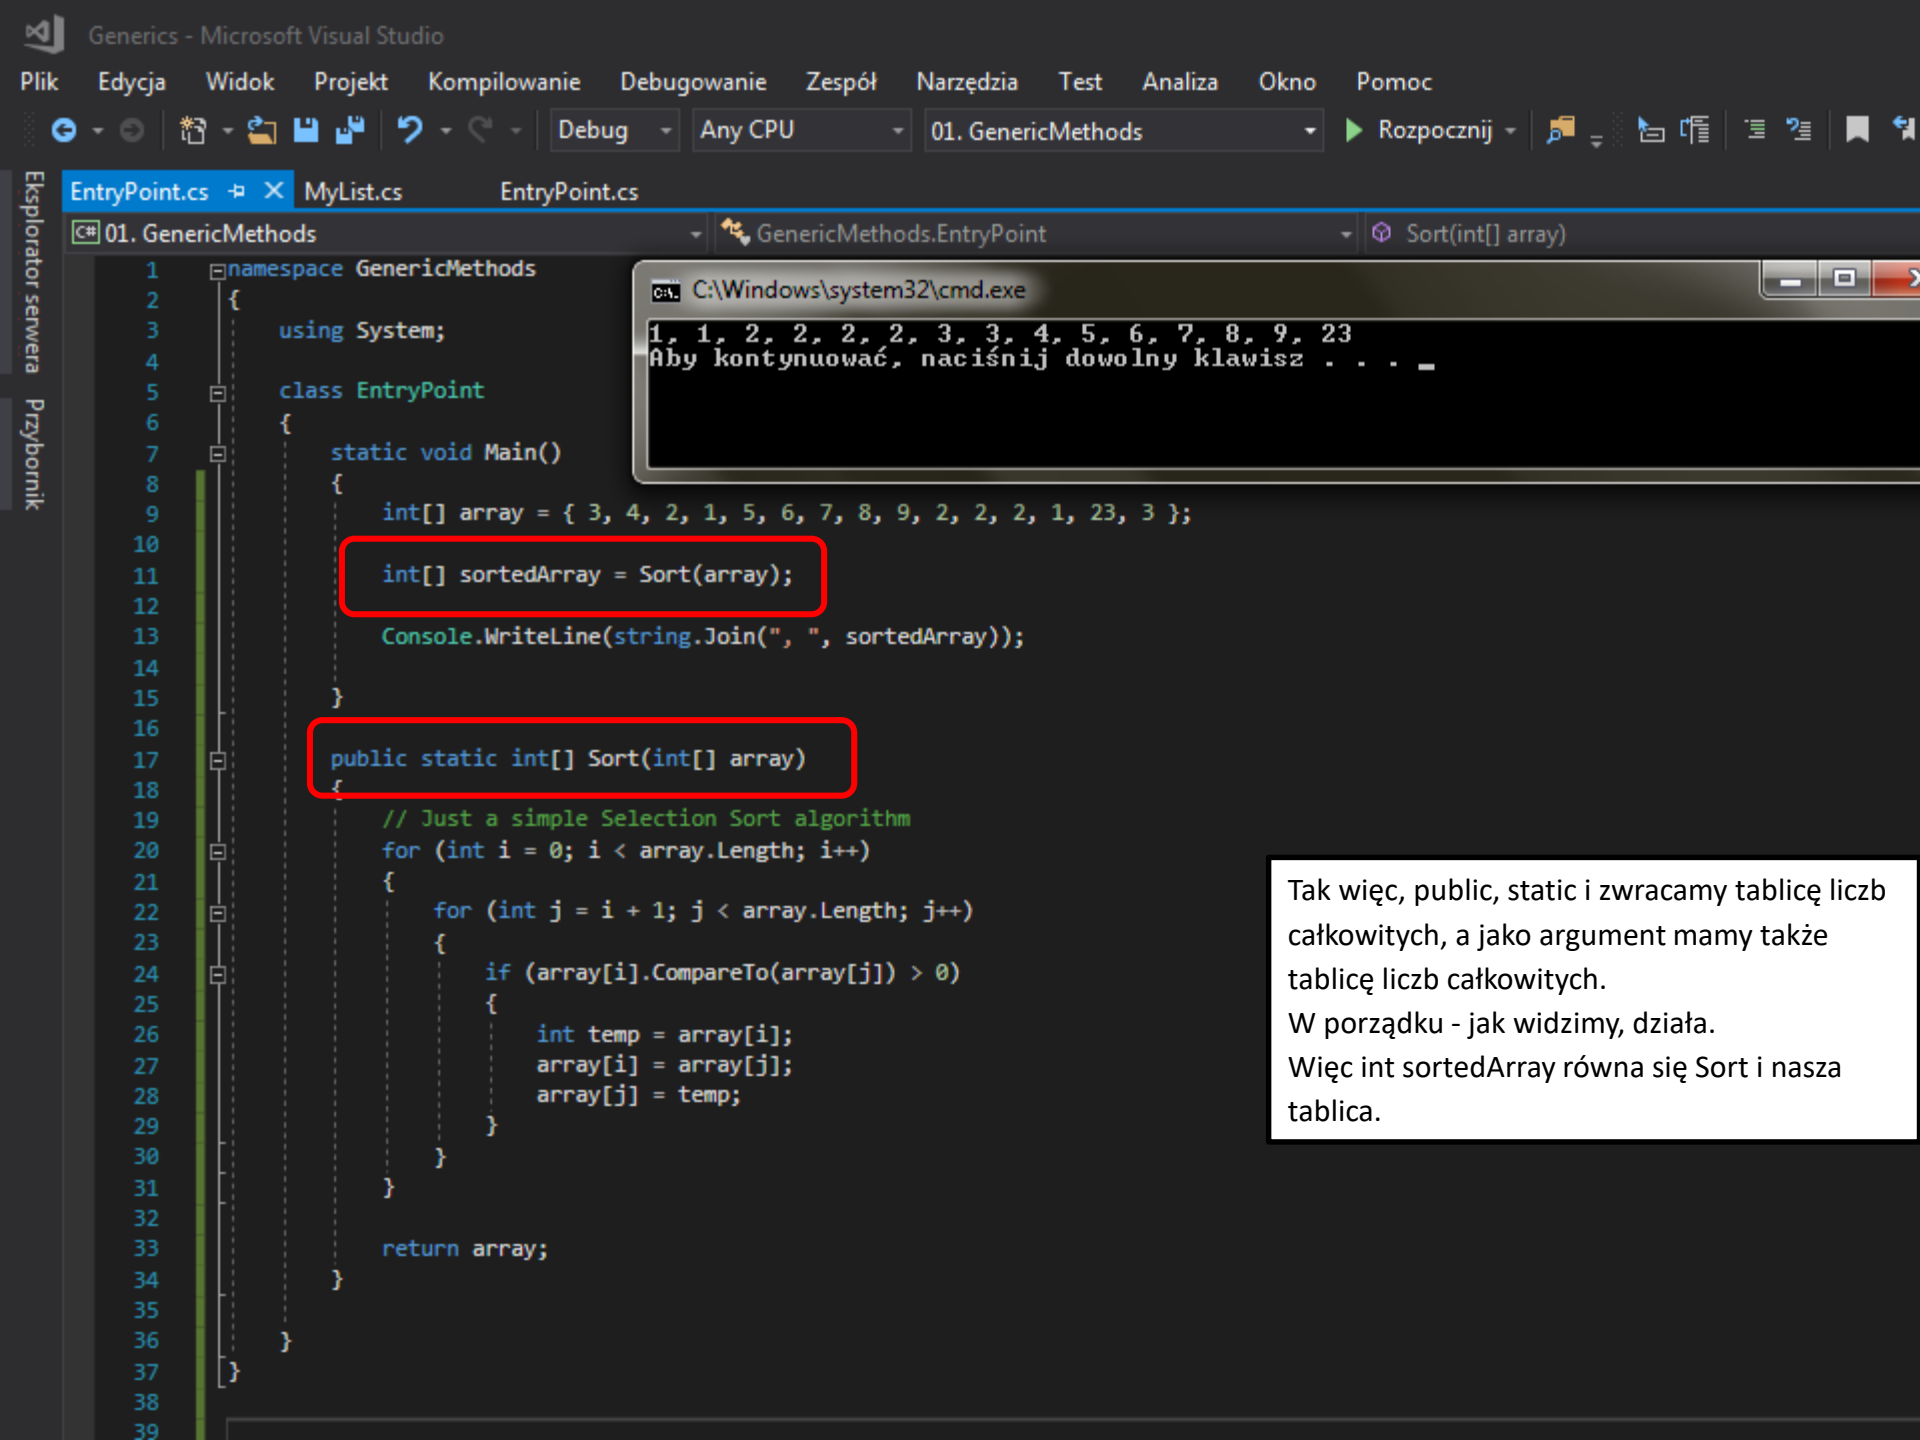 Generics - Microsoft Visual Studio
Plik Edycja Widok Projekt Kompilowanie Debugowanie Zespół Narzędzia Test Analiza Okno Pomoc
Debug Any CPU 01. GenericMethods Rozpocznij
Eksplorator serwera
Przybornik
EntryPoint.cs MyList.cs EntryPoint.cs
C# 01. GenericMethods GenericMethods.EntryPoint Sort(int[] array)
C:\Windows\system32\cmd.exe
1, 1, 2, 2, 2, 2, 3, 3, 4, 5, 6, 7, 8, 9, 23
Aby kontynuować, naciśnij dowolny klawisz . . . _
1 namespace GenericMethods
2 {
3 using System;
4
5 class EntryPoint
6 {
7 static void Main()
8 {
9 int[] array = { 3, 4, 2, 1, 5, 6, 7, 8, 9, 2, 2, 2, 1, 23, 3 };
10
11 int[] sortedArray = Sort(array);
12
13 Console.WriteLine(string.Join(", ", sortedArray));
14
15 }
16
17 public static int[] Sort(int[] array)
18 {
19 // Just a simple Selection Sort algorithm
20 for (int i = 0; i < array.Length; i++)
21 {
22 for (int j = i + 1; j < array.Length; j++)
23 {
24 if (array[i].CompareTo(array[j]) > 0)
25 {
26 int temp = array[i];
27 array[i] = array[j];
28 array[j] = temp;
29 }
30 }
31 }
32
33 return array;
34 }
35
36 }
37 }
38
39
Tak więc, public, static i zwracamy tablicę liczb
całkowitych, a jako argument mamy także
tablicę liczb całkowitych.
W porządku - jak widzimy, działa.
Więc int sortedArray równa się Sort i nasza
tablica.